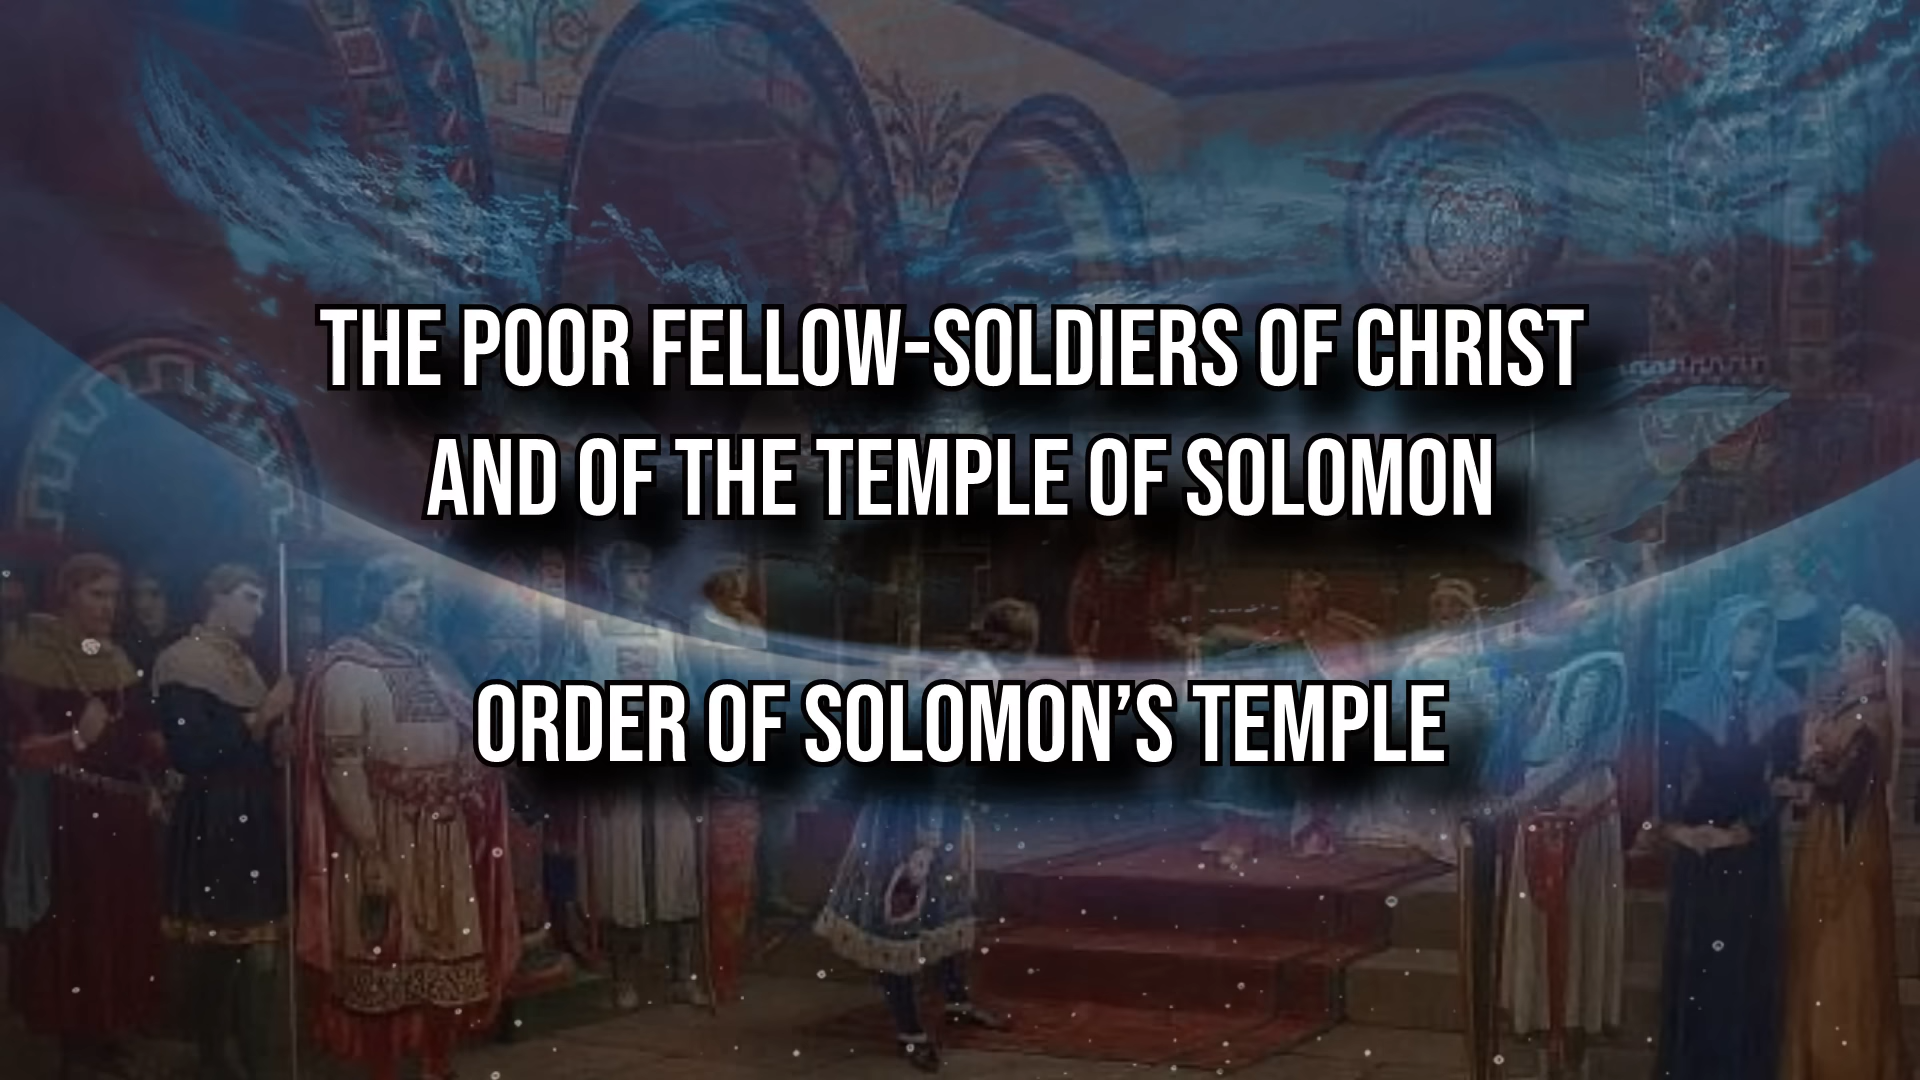 THE POOR FELLOW-SOLDIERS OF CHRIST
AND OF THE TEMPLE OF SOLOMON
ORDER OF SOLOMON’S TEMPLE